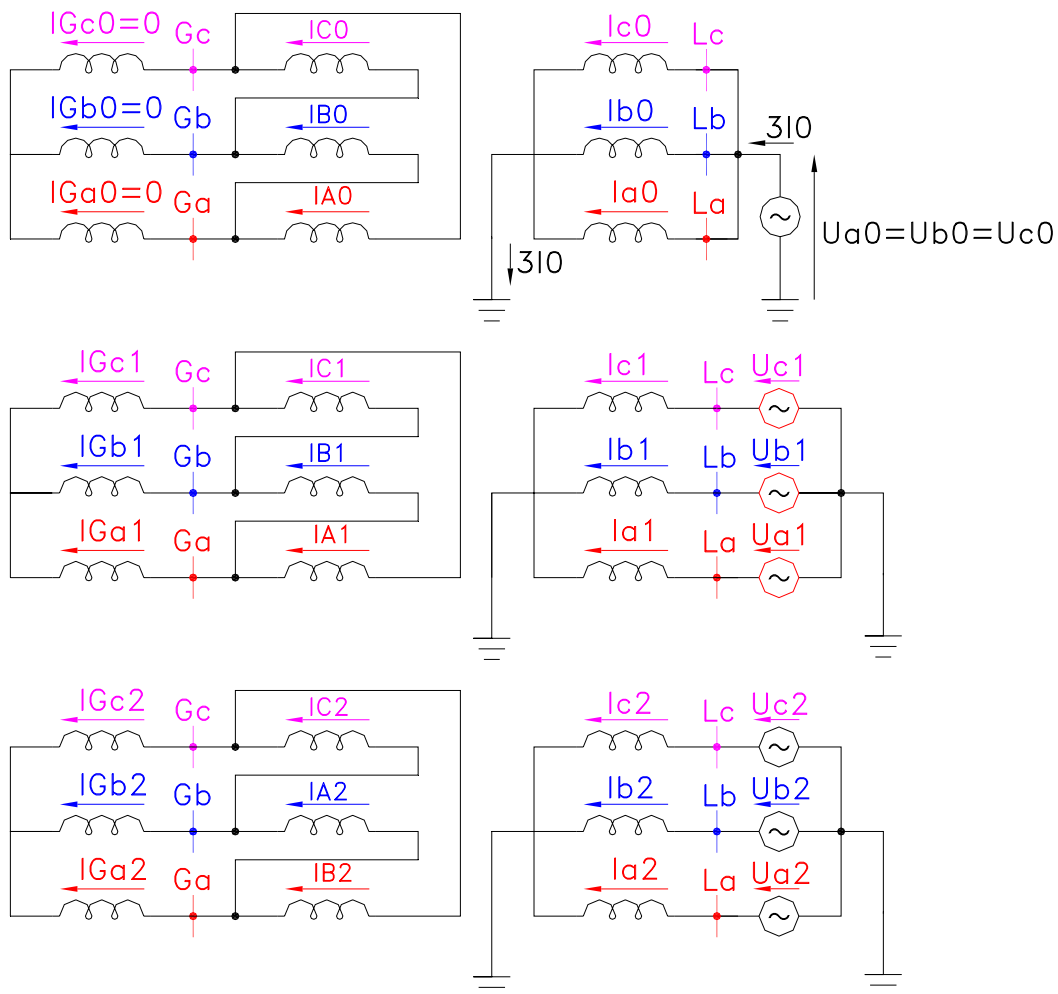 IGc0=0 Gc IC0 Ic0 Lc
IGb0=0 Gb IB0 Ib0 Lb 3I0
IGa0=0 Ga IA0 Ia0 La
Ua0=Ub0=Uc0
3I0
IGc1 Gc IC1 Ic1 Lc Uc1
IGb1 Gb IB1 Ib1 Lb Ub1
IGa1 Ga IA1 Ia1 La Ua1
IGc2 Gc IC2 Ic2 Lc Uc2
IGb2 Gb IA2 Ib2 Lb Ub2
IGa2 Ga IB2 Ia2 La Ua2